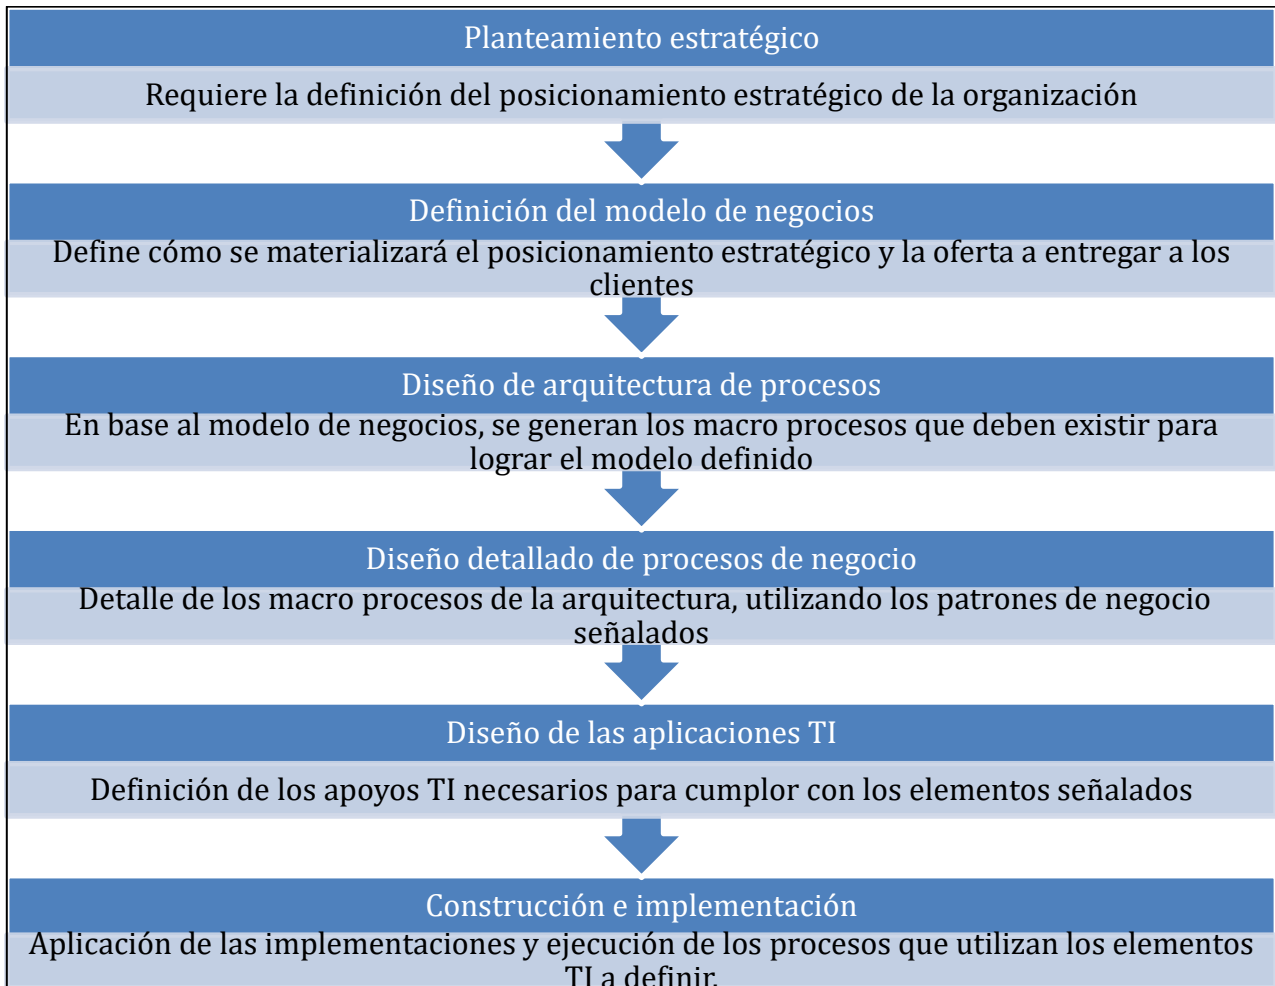 Planteamiento estratégico
Requiere la definición del posicionamiento estratégico de la organización
Definición del modelo de negocios
Define cómo se materializará el posicionamiento estratégico y la oferta a entregar a los
clientes
Diseño de arquitectura de procesos
En base al modelo de negocios, se generan los macro procesos que deben existir para
lograr el modelo definido
Diseño detallado de procesos de negocio
Detalle de los macro procesos de la arquitectura, utilizando los patrones de negocio
señalados
Diseño de las aplicaciones TI
Definición de los apoyos TI necesarios para cumplor con los elementos señalados
Construcción e implementación
Aplicación de las implementaciones y ejecución de los procesos que utilizan los elementos
TI a definir.